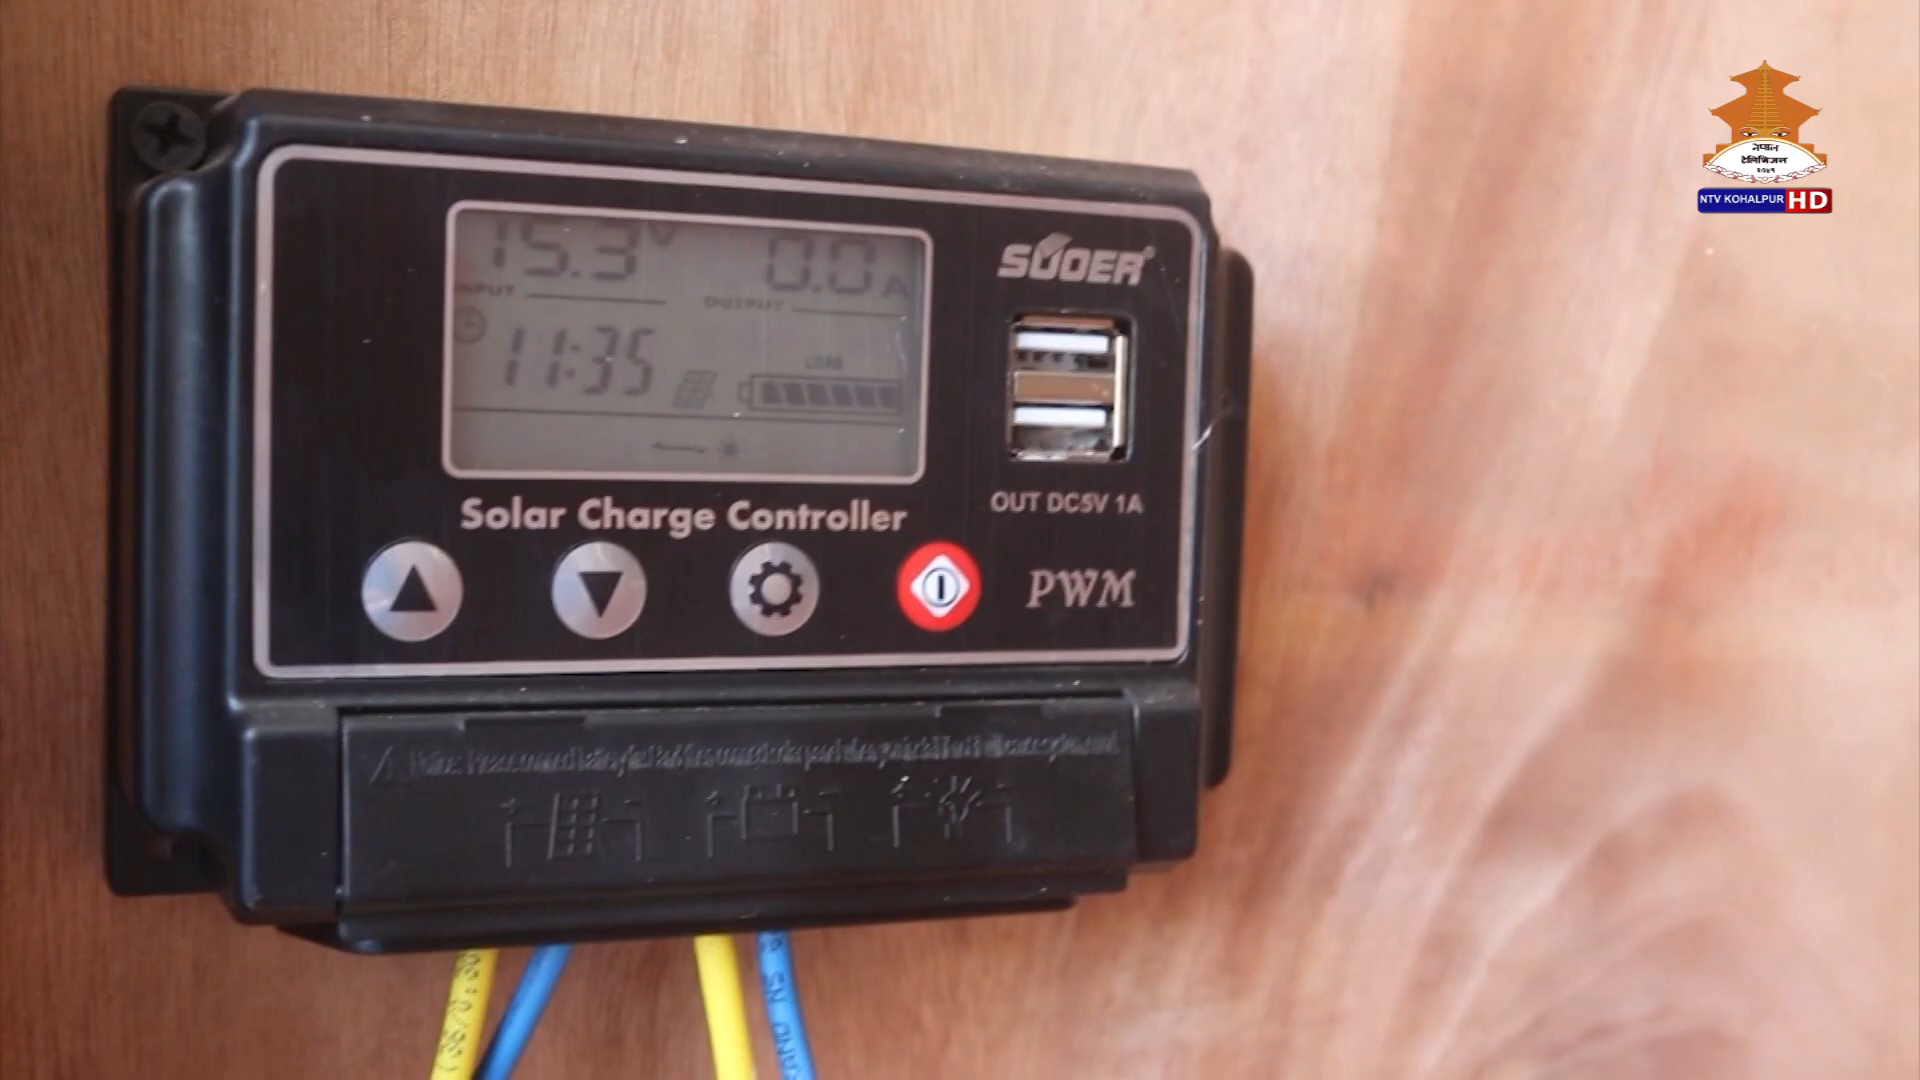 15.3 V 0.0 A
INPUT OUTPUT
11:35 LOAD
SUOER®
Solar Charge Controller
OUT DC5V 1A
PWM
नेपाल
टेलिभिजन
२०४१
NTV KOHALPUR HD